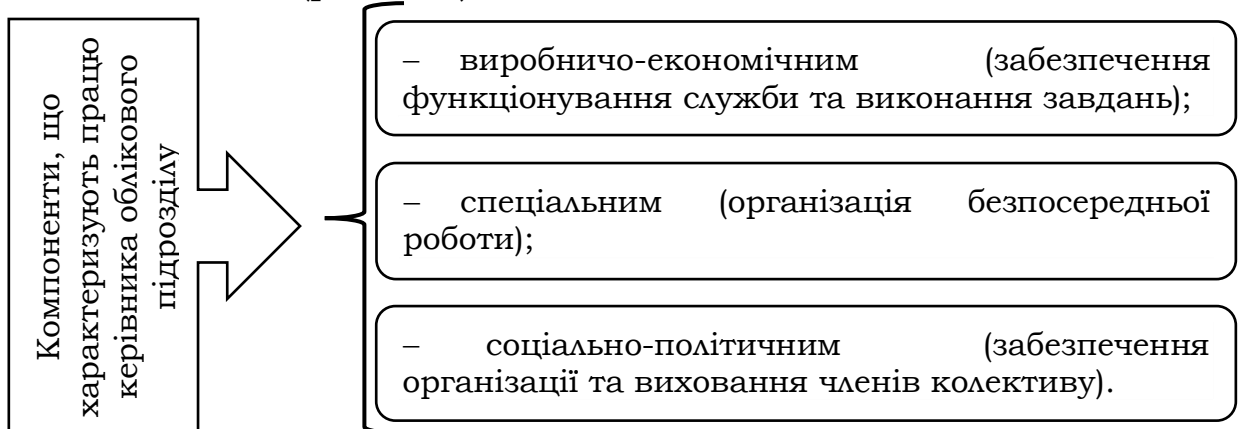 Компоненти, що
характеризують працю
керівника облікового
підрозділу
– виробничо-економічним (забезпечення
функціонування служби та виконання завдань);
– спеціальним (організація безпосередньої
роботи);
– соціально-політичним (забезпечення
організації та виховання членів колективу).